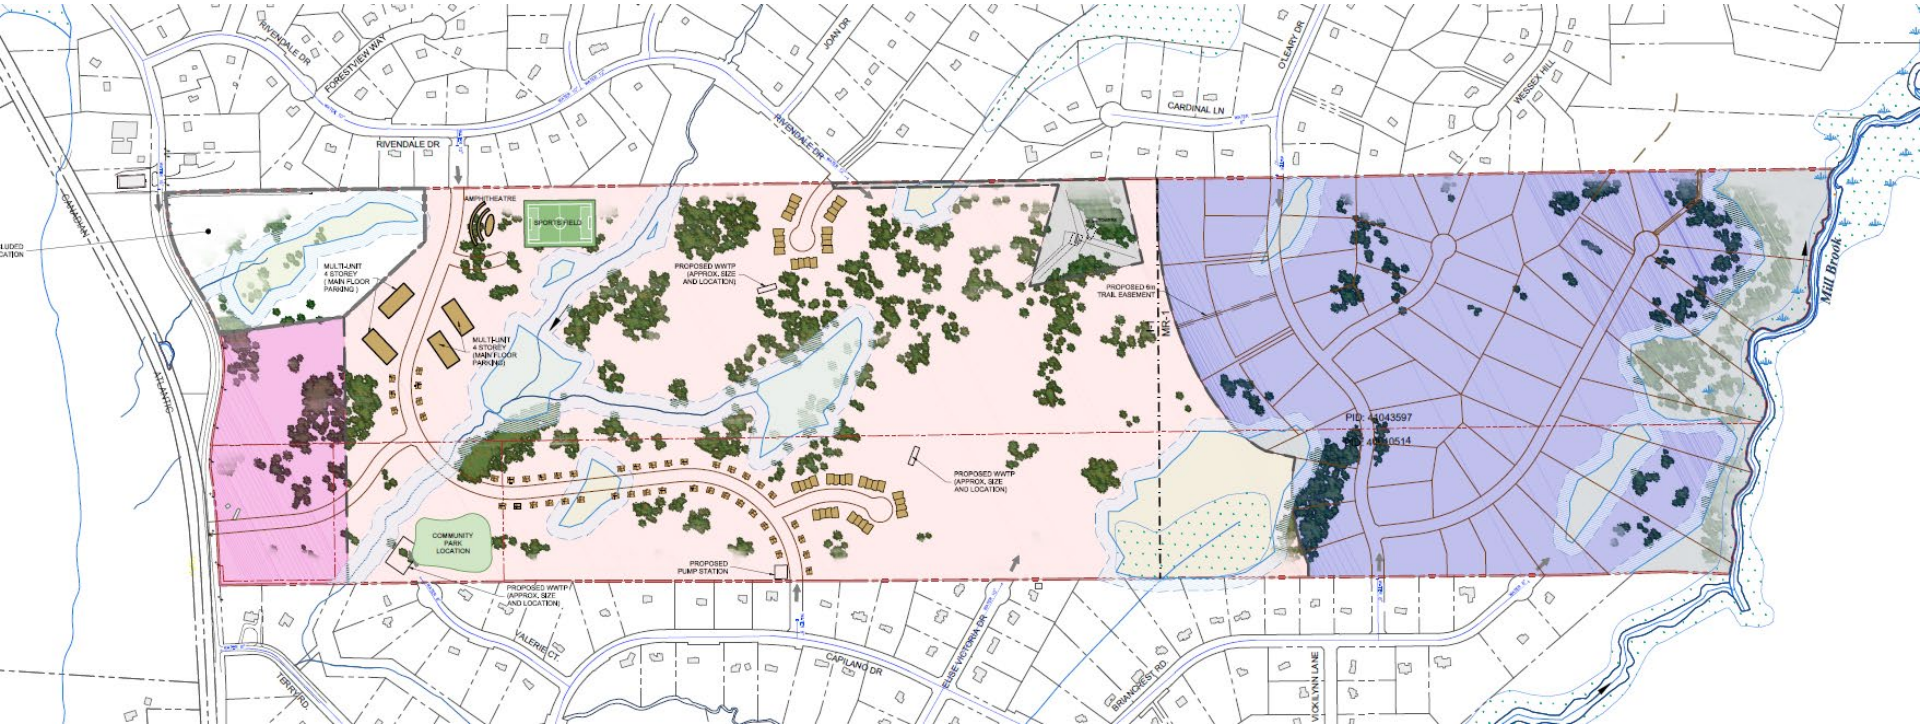 RIVENDALE DR
FORESTVIEW WAY
JOAN DR
O'LEARY DR
WESSEX HILL
CARDINAL LN
RIVENDALE DR
RIVENDALE DR
CANADIAN
ATLANTIC
LUDED
CATION
AMPHITHEATRE
SPORTS FIELD
MULTI-UNIT
4 STOREY
( MAIN FLOOR
PARKING )
PROPOSED WWTP
(APPROX. SIZE
AND LOCATION)
PROPOSED 6m
TRAIL EASEMENT
MR-1
MULTI-UNIT
4 STOREY
(MAIN FLOOR
PARKING)
Mill Brook
PID: 41043597
PROPOSED WWTP
(APPROX. SIZE
AND LOCATION)
COMMUNITY
PARK
LOCATION
PROPOSED
PUMP STATION
PROPOSED WWTP
(APPROX. SIZE
AND LOCATION)
VALERIE CT.
CAPILANO DR
ELISE VICTORIA DR
BRIANCREST RD.
VICKILYNN LANE
TERRY RD.